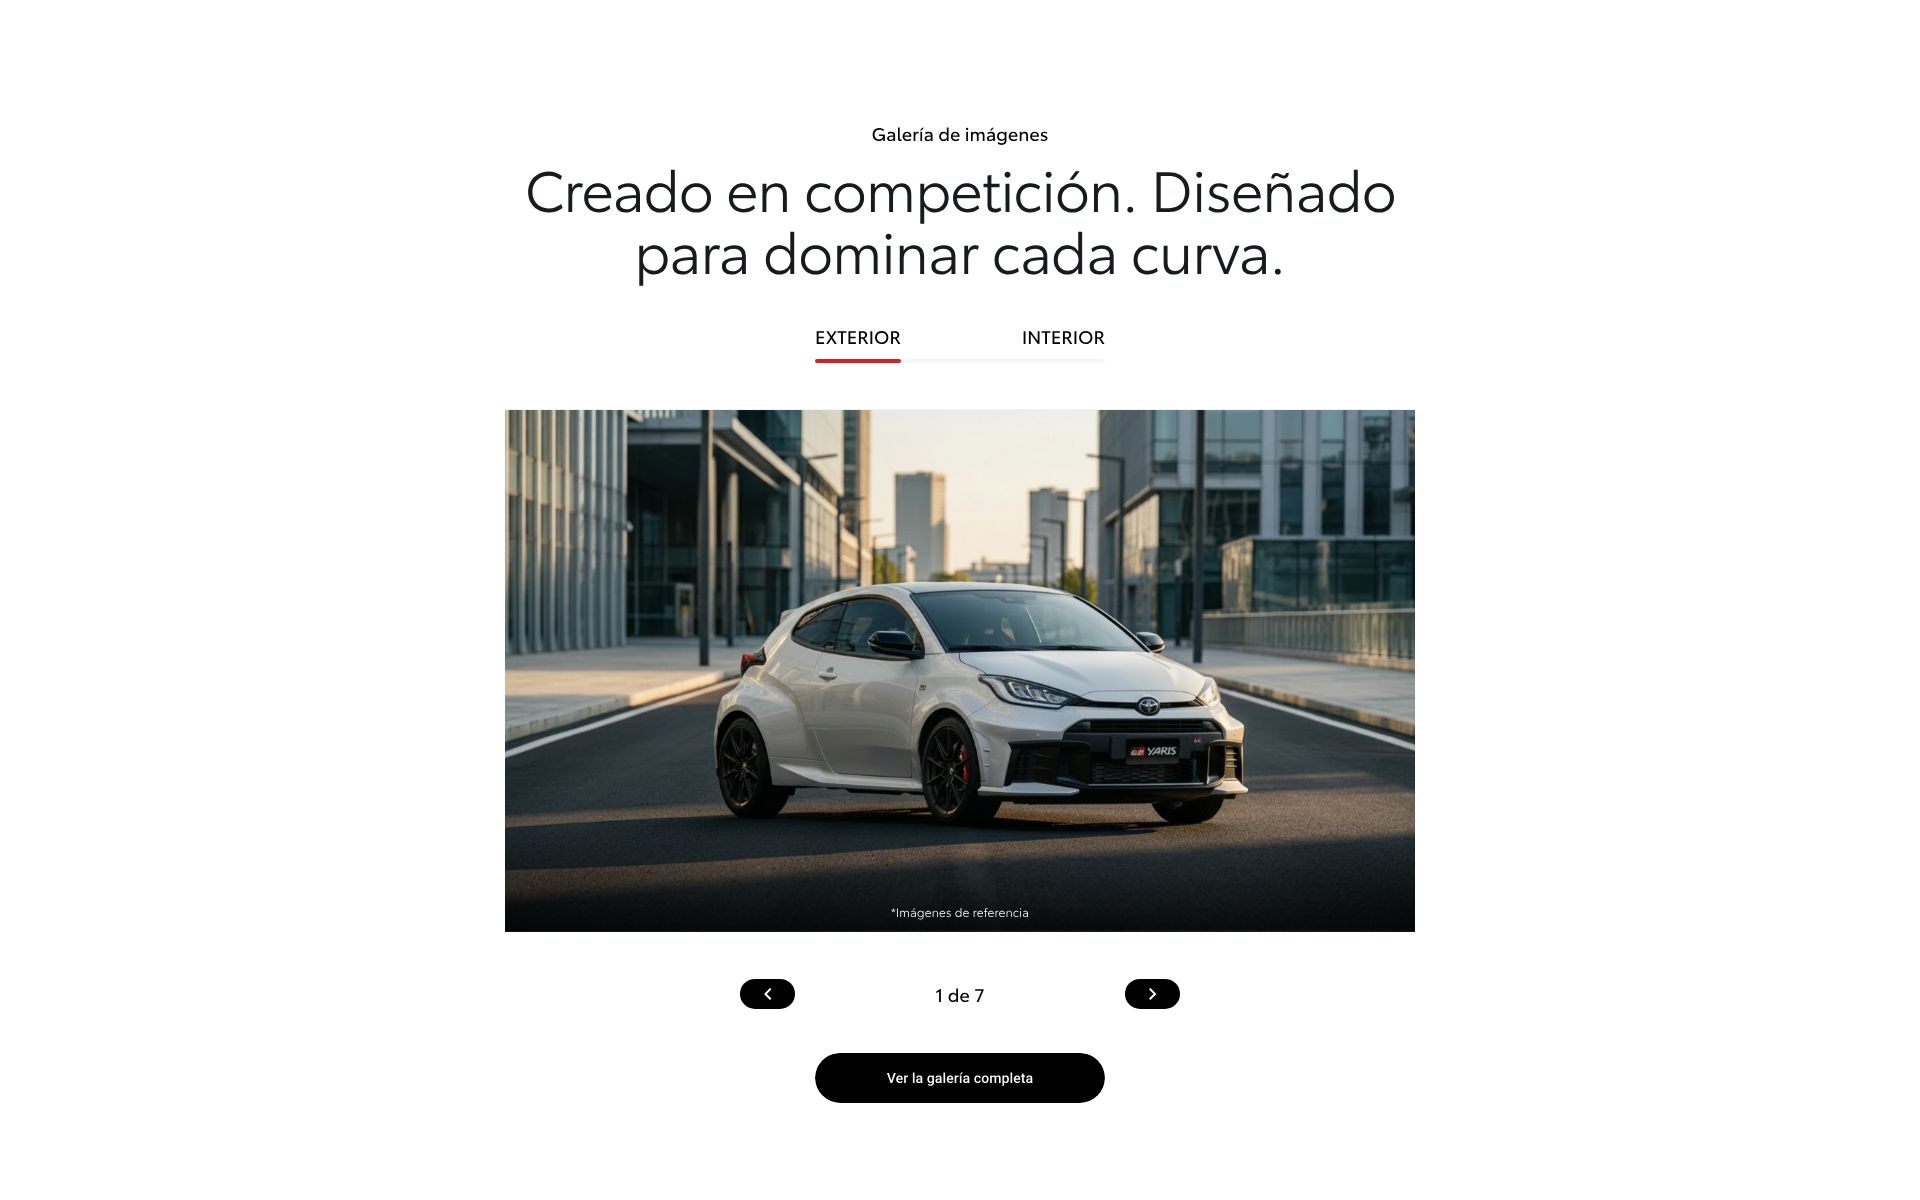 Galería de imágenes
Creado en competición. Diseñado
para dominar cada curva.
EXTERIOR INTERIOR
YARIS
*Imágenes de referencia
1 de 7
Ver la galería completa